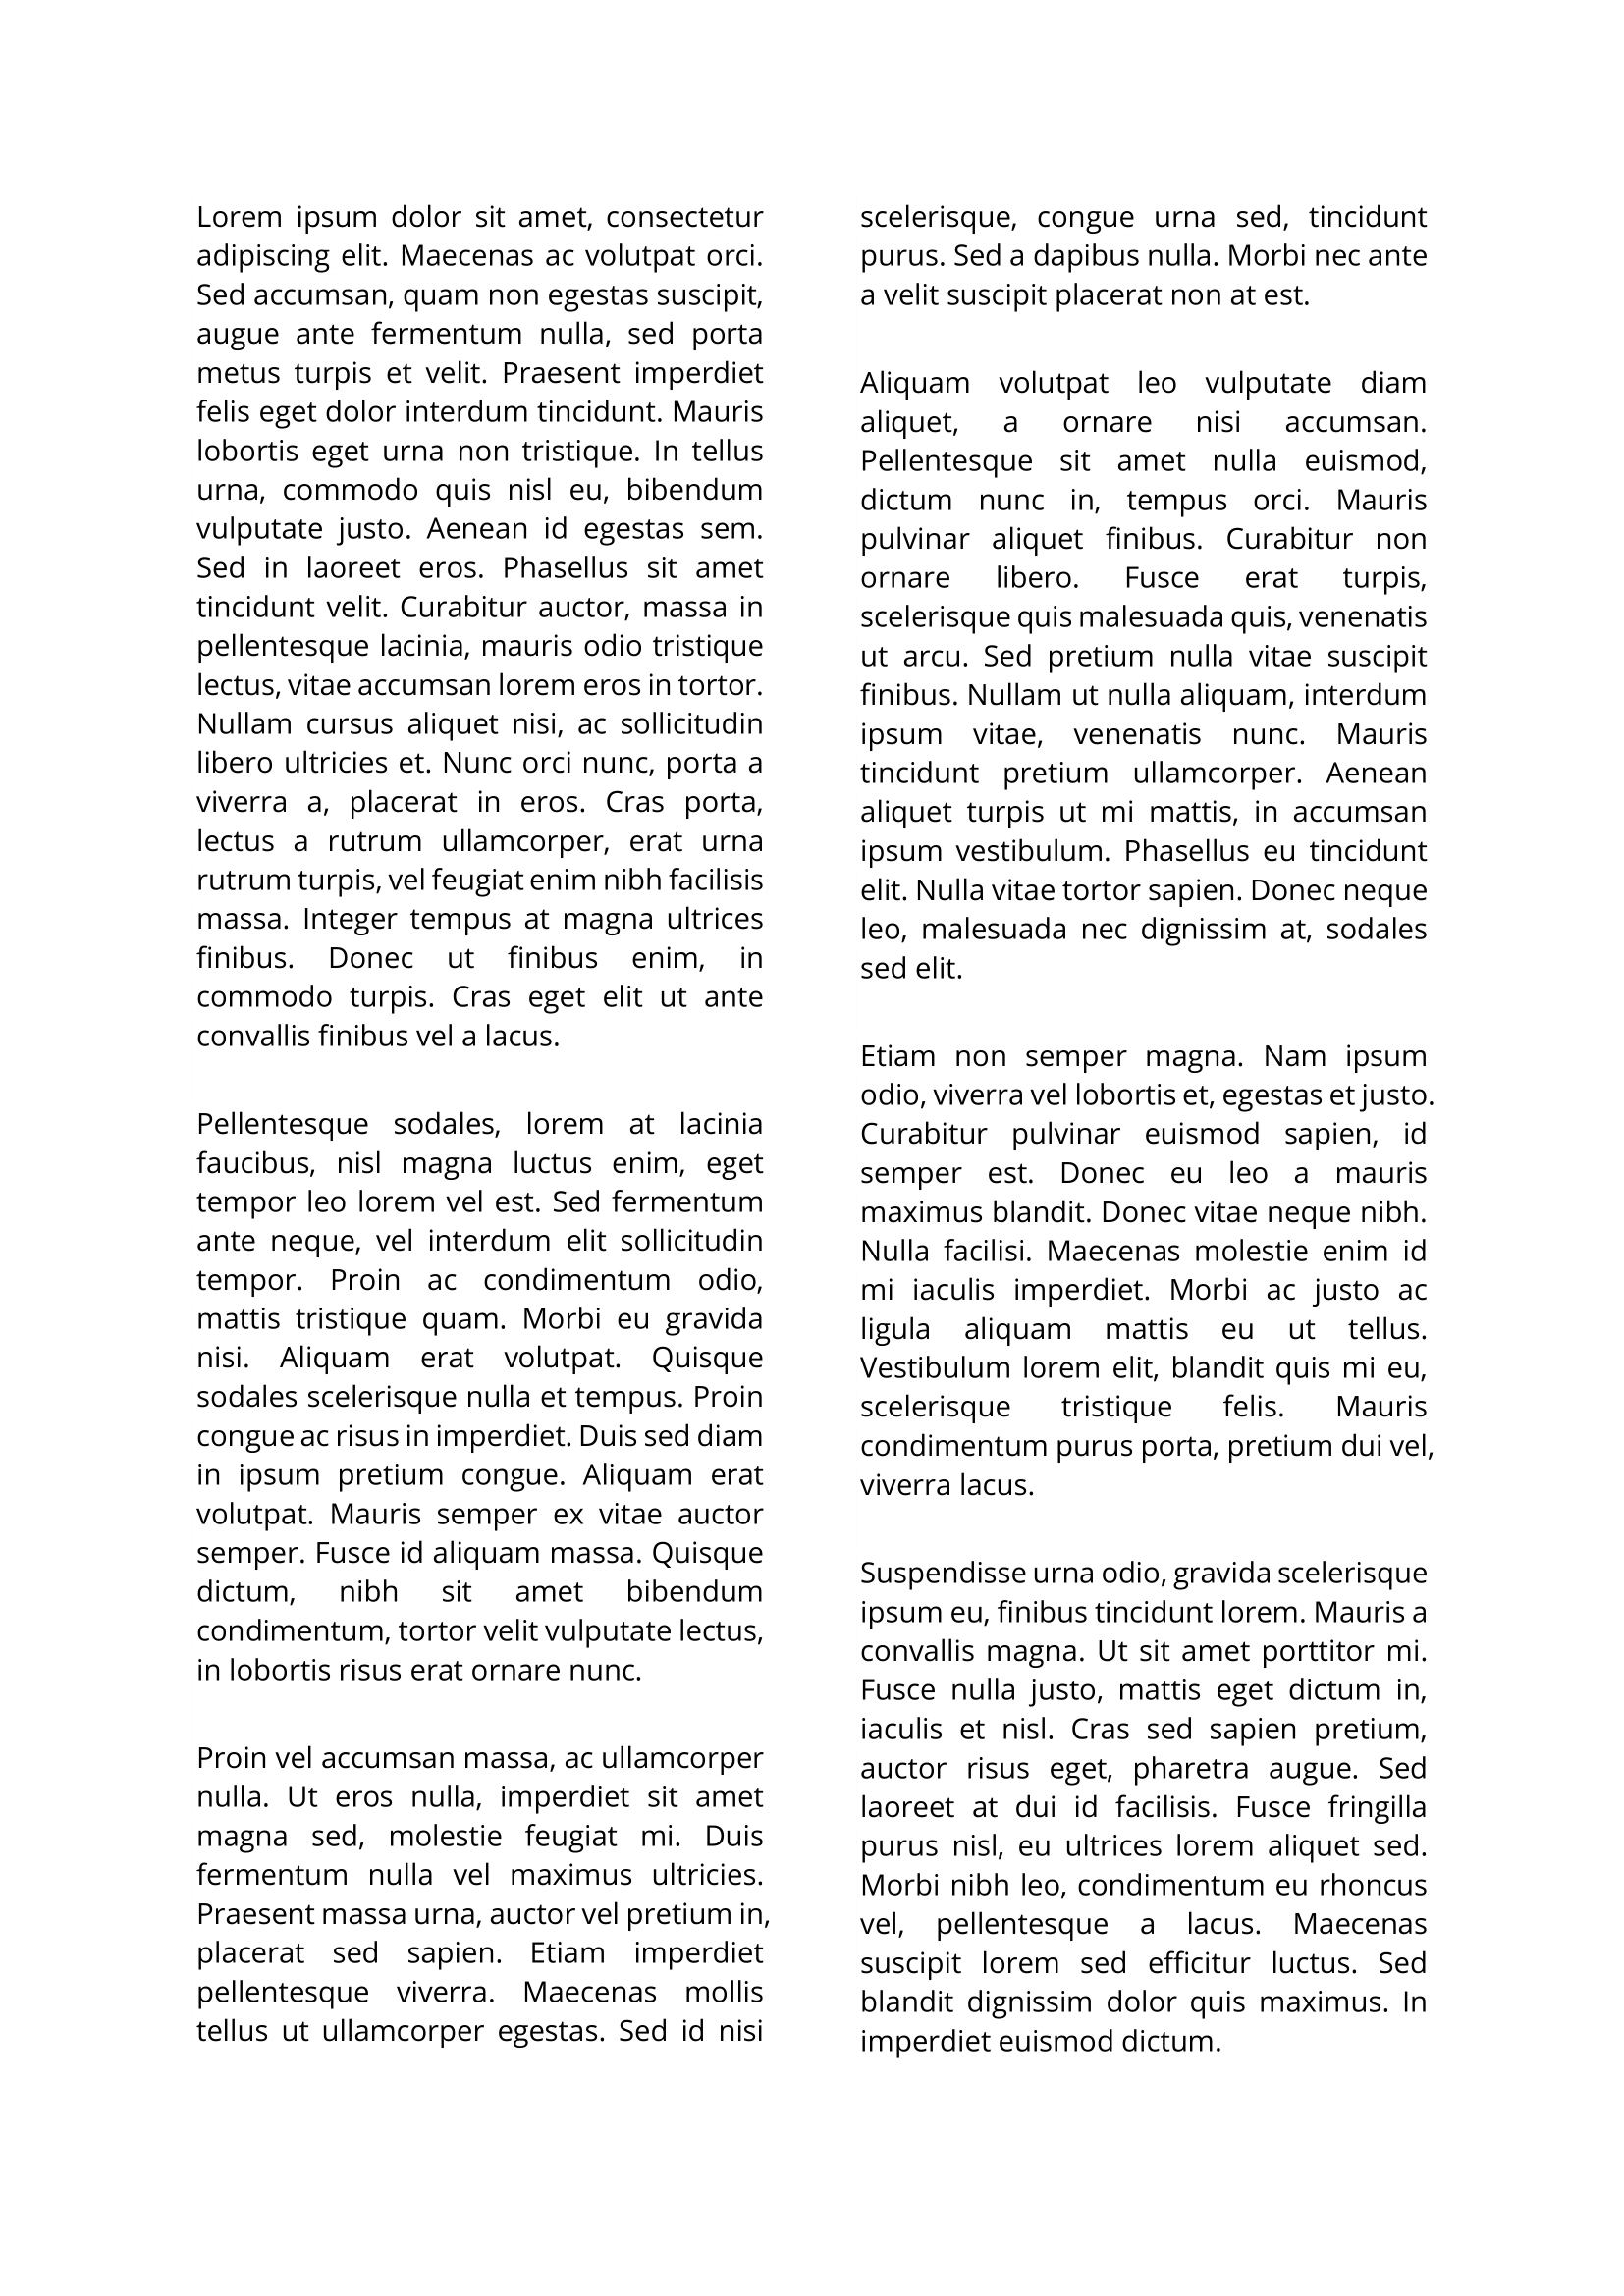 Lorem ipsum dolor sit amet, consectetur
adipiscing elit. Maecenas ac volutpat orci.
Sed accumsan, quam non egestas suscipit,
augue ante fermentum nulla, sed porta
metus turpis et velit. Praesent imperdiet
felis eget dolor interdum tincidunt. Mauris
lobortis eget urna non tristique. In tellus
urna, commodo quis nisl eu, bibendum
vulputate justo. Aenean id egestas sem.
Sed in laoreet eros. Phasellus sit amet
tincidunt velit. Curabitur auctor, massa in
pellentesque lacinia, mauris odio tristique
lectus, vitae accumsan lorem eros in tortor.
Nullam cursus aliquet nisi, ac sollicitudin
libero ultricies et. Nunc orci nunc, porta a
viverra a, placerat in eros. Cras porta,
lectus a rutrum ullamcorper, erat urna
rutrum turpis, vel feugiat enim nibh facilisis
massa. Integer tempus at magna ultrices
finibus. Donec ut finibus enim, in
commodo turpis. Cras eget elit ut ante
convallis finibus vel a lacus.

Pellentesque sodales, lorem at lacinia
faucibus, nisl magna luctus enim, eget
tempor leo lorem vel est. Sed fermentum
ante neque, vel interdum elit sollicitudin
tempor. Proin ac condimentum odio,
mattis tristique quam. Morbi eu gravida
nisi. Aliquam erat volutpat. Quisque
sodales scelerisque nulla et tempus. Proin
congue ac risus in imperdiet. Duis sed diam
in ipsum pretium congue. Aliquam erat
volutpat. Mauris semper ex vitae auctor
semper. Fusce id aliquam massa. Quisque
dictum, nibh sit amet bibendum
condimentum, tortor velit vulputate lectus,
in lobortis risus erat ornare nunc.

Proin vel accumsan massa, ac ullamcorper
nulla. Ut eros nulla, imperdiet sit amet
magna sed, molestie feugiat mi. Duis
fermentum nulla vel maximus ultricies.
Praesent massa urna, auctor vel pretium in,
placerat sed sapien. Etiam imperdiet
pellentesque viverra. Maecenas mollis
tellus ut ullamcorper egestas. Sed id nisi
scelerisque, congue urna sed, tincidunt
purus. Sed a dapibus nulla. Morbi nec ante
a velit suscipit placerat non at est.

Aliquam volutpat leo vulputate diam
aliquet, a ornare nisi accumsan.
Pellentesque sit amet nulla euismod,
dictum nunc in, tempus orci. Mauris
pulvinar aliquet finibus. Curabitur non
ornare libero. Fusce erat turpis,
scelerisque quis malesuada quis, venenatis
ut arcu. Sed pretium nulla vitae suscipit
finibus. Nullam ut nulla aliquam, interdum
ipsum vitae, venenatis nunc. Mauris
tincidunt pretium ullamcorper. Aenean
aliquet turpis ut mi mattis, in accumsan
ipsum vestibulum. Phasellus eu tincidunt
elit. Nulla vitae tortor sapien. Donec neque
leo, malesuada nec dignissim at, sodales
sed elit.

Etiam non semper magna. Nam ipsum
odio, viverra vel lobortis et, egestas et justo.
Curabitur pulvinar euismod sapien, id
semper est. Donec eu leo a mauris
maximus blandit. Donec vitae neque nibh.
Nulla facilisi. Maecenas molestie enim id
mi iaculis imperdiet. Morbi ac justo ac
ligula aliquam mattis eu ut tellus.
Vestibulum lorem elit, blandit quis mi eu,
scelerisque tristique felis. Mauris
condimentum purus porta, pretium dui vel,
viverra lacus.

Suspendisse urna odio, gravida scelerisque
ipsum eu, finibus tincidunt lorem. Mauris a
convallis magna. Ut sit amet porttitor mi.
Fusce nulla justo, mattis eget dictum in,
iaculis et nisl. Cras sed sapien pretium,
auctor risus eget, pharetra augue. Sed
laoreet at dui id facilisis. Fusce fringilla
purus nisl, eu ultrices lorem aliquet sed.
Morbi nibh leo, condimentum eu rhoncus
vel, pellentesque a lacus. Maecenas
suscipit lorem sed efficitur luctus. Sed
blandit dignissim dolor quis maximus. In
imperdiet euismod dictum.